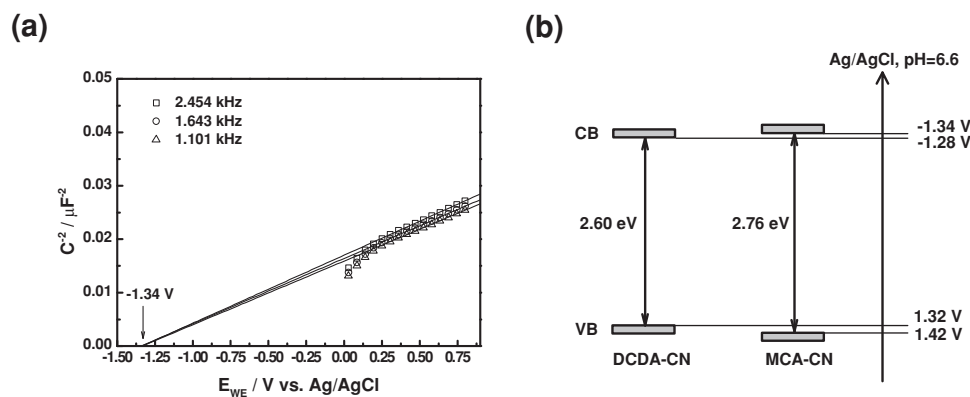 (a)
0.05
0.04
0.03
0.02
0.01
0.00
C⁻² / µF⁻²
2.454 kHz
1.643 kHz
1.101 kHz
-1.34 V
-1.50 -1.25 -1.00 -0.75 -0.50 -0.25 0.00 0.25 0.50 0.75
E_WE / V vs. Ag/AgCl
(b)
Ag/AgCl, pH=6.6
CB
-1.34 V
-1.28 V
2.60 eV
2.76 eV
VB
1.32 V
1.42 V
DCDA-CN
MCA-CN